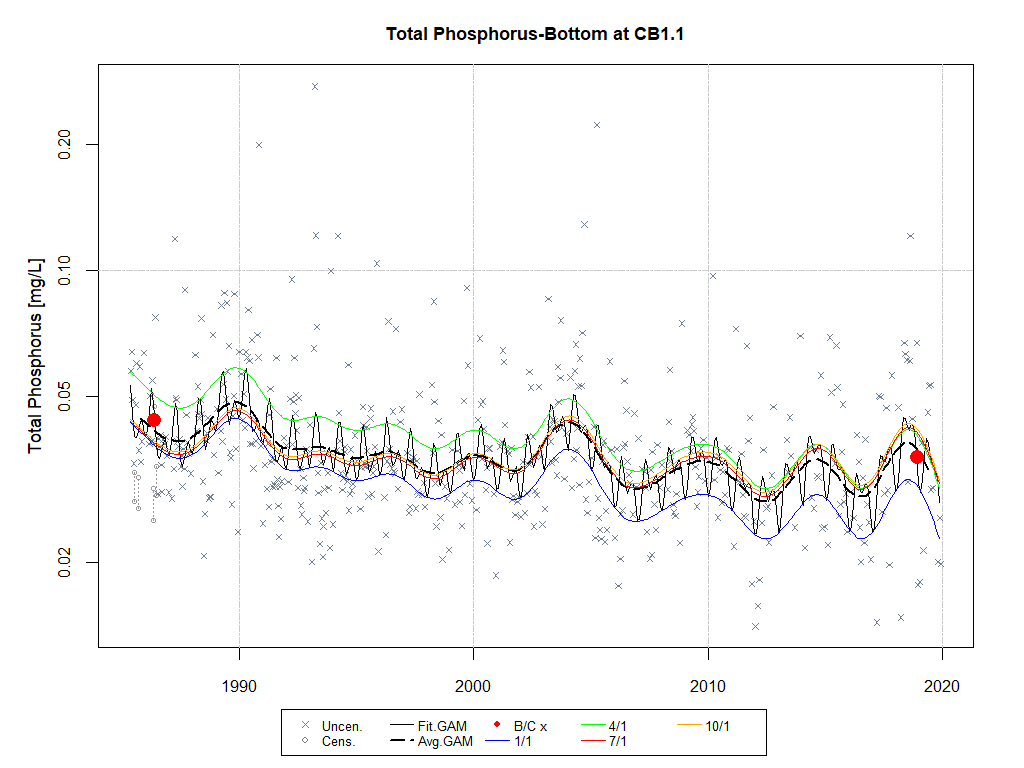 Total Phosphorus-Bottom at CB1.1
Total Phosphorus [mg/L]
0.20
0.10
0.05
0.02
1990 2000 2010 2020
Uncen. Fit.GAM B/C x 4/1 10/1
Cens. Avg.GAM 1/1 7/1